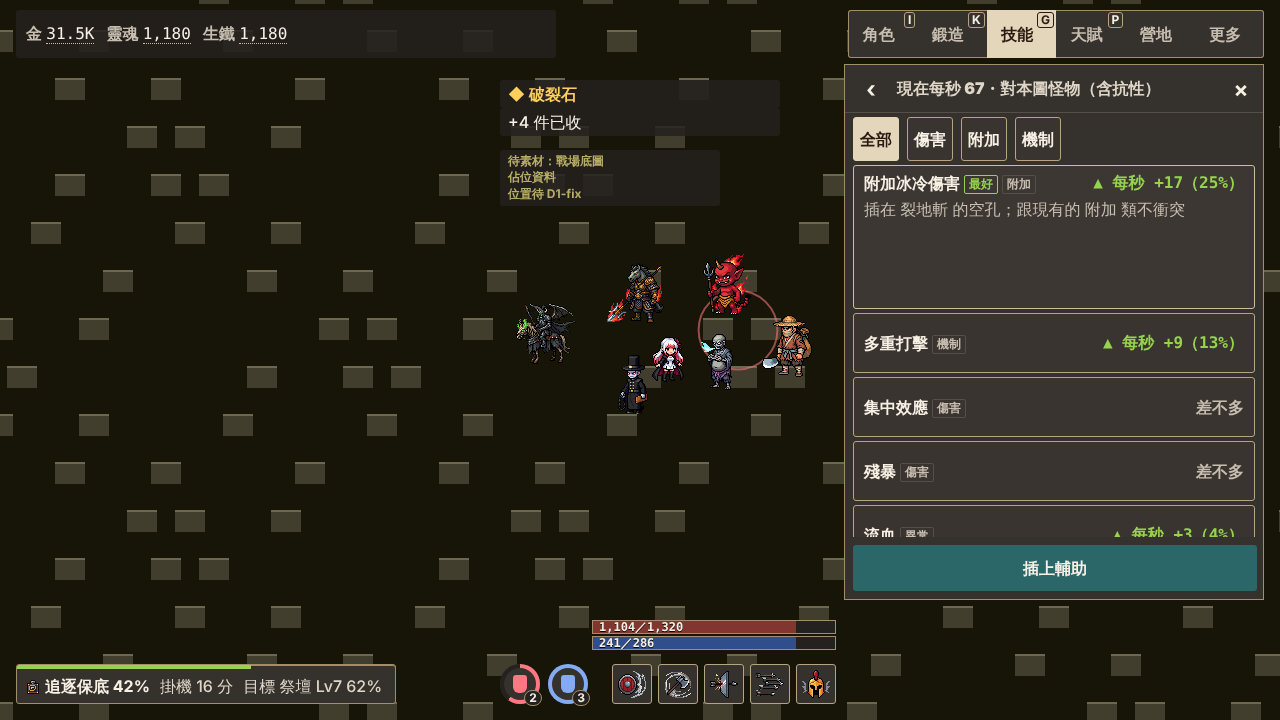 金 31.5K 靈魂 1,180 生鐵 1,180
角色 I 鍛造 K 技能 G 天賦 P 營地 更多
‹ 現在每秒 67・對本圖怪物（含抗性） ×
全部 傷害 附加 機制
◆ 破裂石
+4 件已收
待素材：戰場底圖
佔位資料
位置待 D1-fix
附加冰冷傷害 最好 附加 ▲ 每秒 +17（25%）
插在 裂地斬 的空孔；跟現有的 附加 類不衝突
多重打擊 機制 ▲ 每秒 +9（13%）
集中效應 傷害 差不多
殘暴 傷害 差不多
流血 異常 ▲ 每秒 +3（4%）
插上輔助
1,104／1,320
241／286
追逐保底 42% 掛機 16 分 目標 祭壇 Lv7 62%
2 3